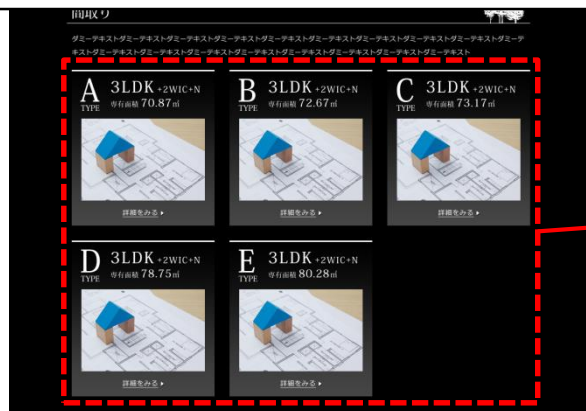 間取り
ダミーテキストダミーテキストダミーテキストダミーテキストダミーテキストダミーテキストダミーテキストダミーテ
キストダミーテキストダミーテキストダミーテキストダミーテキストダミーテキストダミーテキスト
A TYPE 3LDK +2WIC+N
専有面積 70.87㎡
詳細をみる
B TYPE 3LDK +2WIC+N
専有面積 72.67㎡
詳細をみる
C TYPE 3LDK +2WIC+N
専有面積 73.17㎡
詳細をみる
D TYPE 3LDK +2WIC+N
専有面積 78.75㎡
詳細をみる
E TYPE 3LDK +2WIC+N
専有面積 80.28㎡
詳細をみる